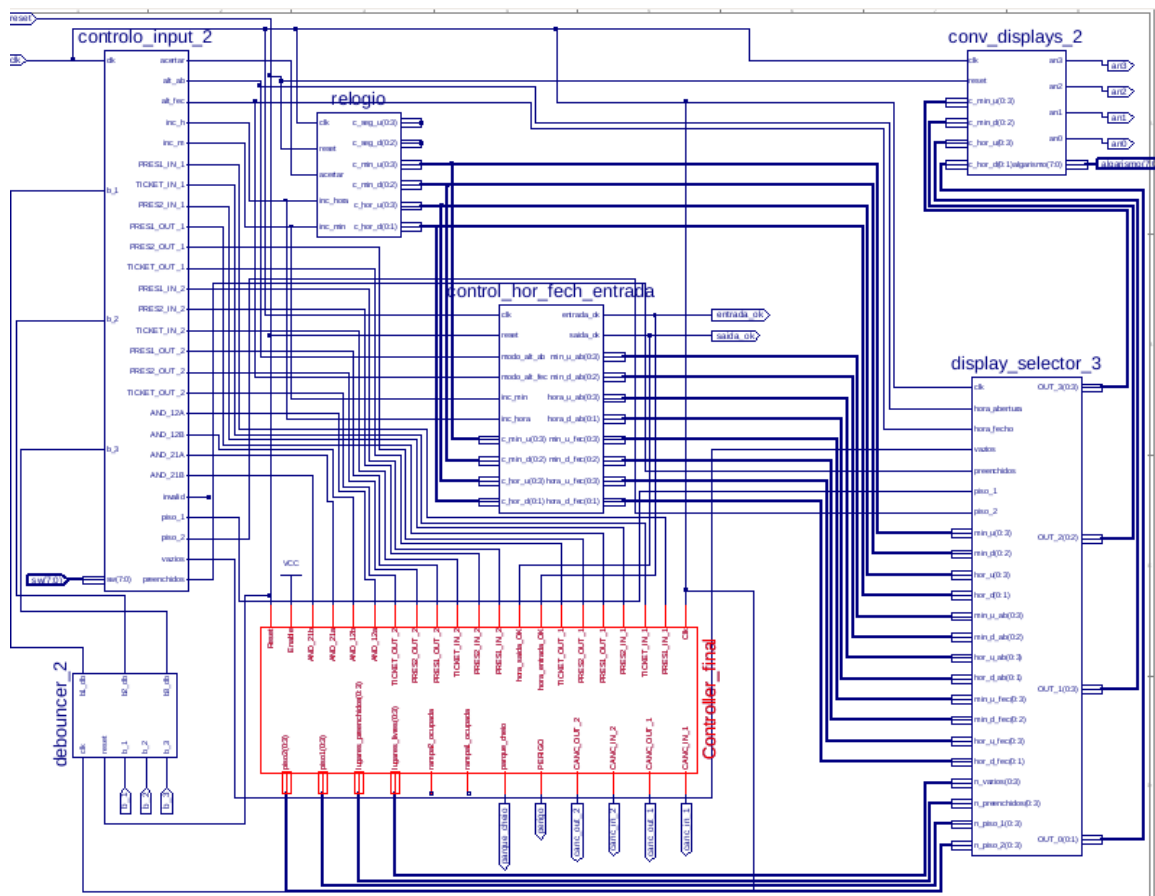 reset
clk
controlo_input_2
clk
acertar
alt_ab
alt_fec
inc_h
inc_m
PRES1_IN_1
TICKET_IN_1
PRES2_IN_1
PRES1_OUT_1
PRES2_OUT_1
TICKET_OUT_1
PRES1_IN_2
PRES2_IN_2
TICKET_IN_2
PRES1_OUT_2
PRES2_OUT_2
TICKET_OUT_2
AND_12A
AND_12B
AND_21A
AND_21B
invalid
piso_1
piso_2
vazios
preenchidos
b_1
b_2
b_3
sw(7:0)
sw(7:0)
relogio
clk
reset
acertar
inc_hora
inc_min
c_seg_u(0:3)
c_seg_d(0:2)
c_min_u(0:3)
c_min_d(0:2)
c_hor_u(0:3)
c_hor_d(0:1)
conv_displays_2
clk
reset
c_min_u(0:3)
c_min_d(0:2)
c_hor_u(0:3)
c_hor_d(0:1)
an3
an2
an1
an0
algarismo(7:0)
an3
an2
an1
an0
control_hor_fech_entrada
clk
reset
modo_alt_ab
modo_alt_fec
inc_min
inc_hora
c_min_u(0:3)
c_min_d(0:2)
c_hor_u(0:3)
c_hor_d(0:1)
entrada_ok
saida_ok
min_u_ab(0:3)
min_d_ab(0:2)
hora_u_ab(0:3)
hora_d_ab(0:1)
min_u_fec(0:3)
min_d_fec(0:2)
hora_u_fec(0:3)
hora_d_fec(0:1)
entrada_ok
saida_ok
display_selector_3
clk
hora_abertura
hora_fecho
vazios
preenchidos
piso_1
piso_2
min_u(0:3)
min_d(0:2)
hor_u(0:3)
hor_d(0:1)
min_u_ab(0:3)
min_d_ab(0:2)
hor_u_ab(0:3)
hor_d_ab(0:1)
min_u_fec(0:3)
min_d_fec(0:2)
hor_u_fec(0:3)
hor_d_fec(0:1)
n_varios(0:3)
n_preenchidos(0:3)
n_piso_1(0:3)
n_piso_2(0:3)
OUT_3(0:3)
OUT_2(0:2)
OUT_1(0:3)
OUT_0(0:1)
VCC
Controller_final
Reset
Enable
AND_21b
AND_21a
AND_12b
AND_12a
TICKET_OUT_2
PRES2_OUT_2
PRES1_OUT_2
TICKET_IN_2
PRES2_IN_2
PRES1_IN_2
hora_saida_OK
hora_entrada_OK
TICKET_OUT_1
PRES1_OUT_1
PRES2_OUT_1
PRES2_IN_1
TICKET_IN_1
PRES1_IN_1
Clk
piso2(0:3)
piso1(0:3)
lugares_preenchidos(0:3)
lugares_livres(0:3)
rampa2_ocupada
rampa1_ocupada
parque_cheio
PERIGO
CANC_OUT_2
CANC_IN_2
CANC_OUT_1
CANC_IN_1
parque_cheio
perigo
canc_out_2
canc_in_2
canc_out_1
canc_in_1
debouncer_2
b1_db
b2_db
b3_db
clk
reset
b_1
b_2
b_3
b_1
b_2
b_3